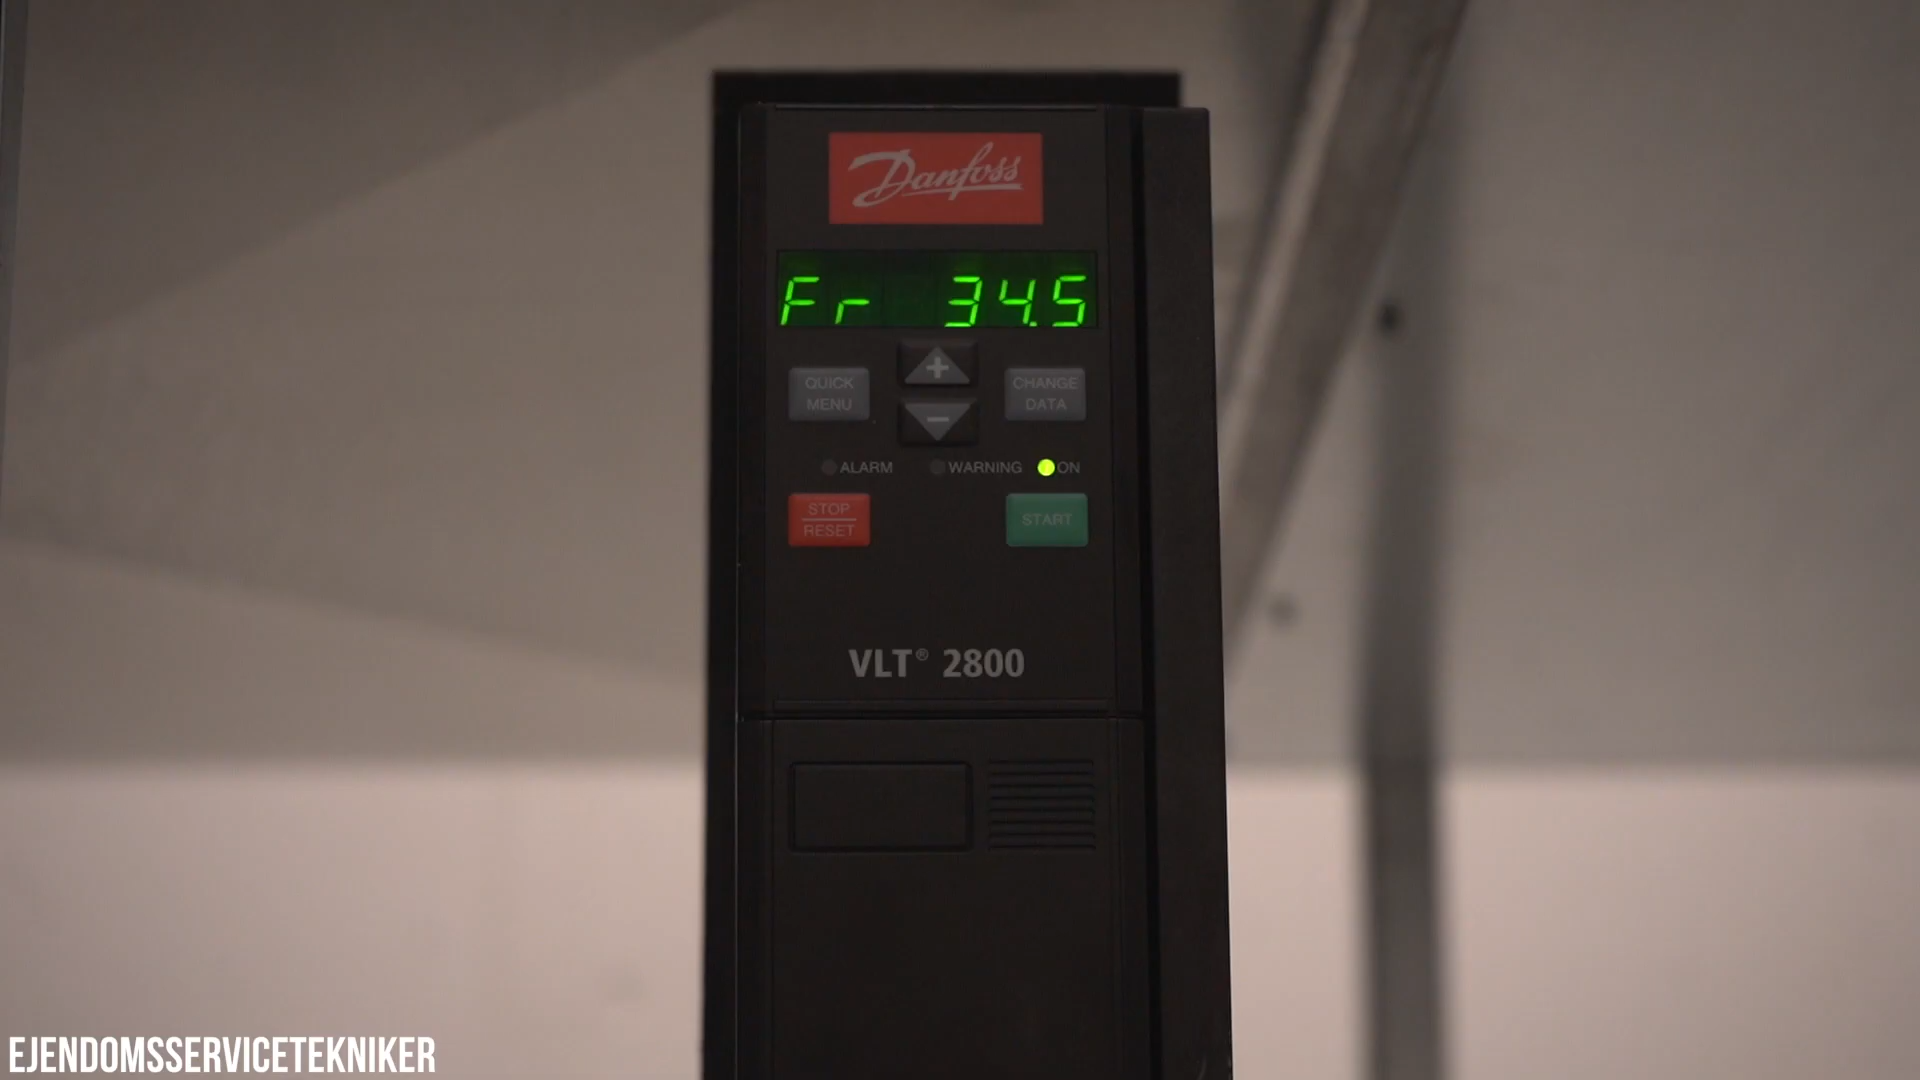 Danfoss
Fr 34.5
+
QUICK MENU
CHANGE DATA
-
ALARM WARNING ON
STOP
RESET
START
VLT® 2800
EJENDOMSSERVICETEKNIKER